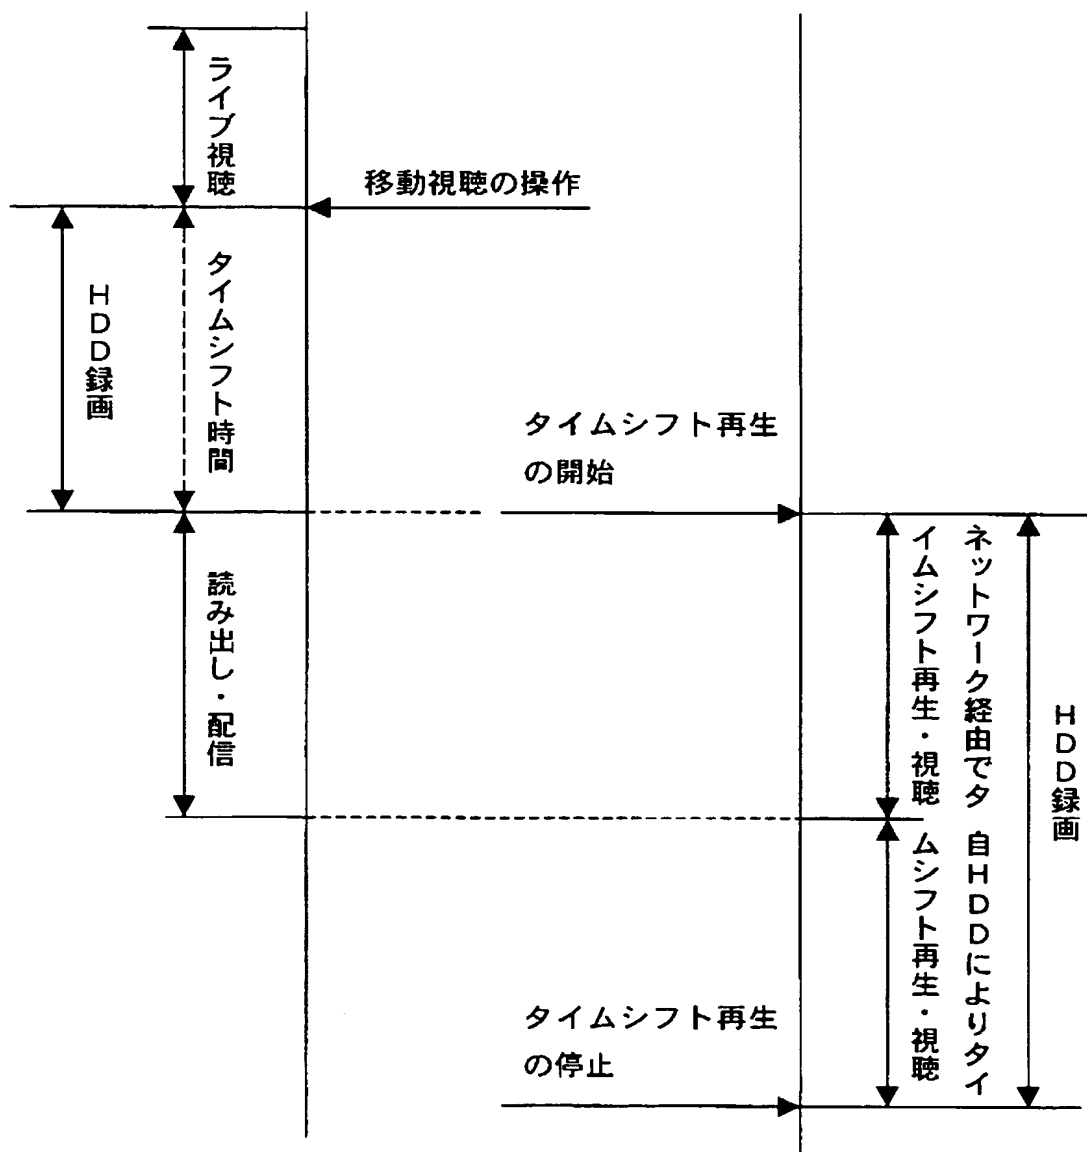 ライブ視聴
移動視聴の操作
HDD録画
タイムシフト時間
タイムシフト再生
の開始
読み出し・配信
ネットワーク経由でタ
イムシフト再生・視聴
HDD録画
自HDDによりタイ
ムシフト再生・視聴
タイムシフト再生
の停止